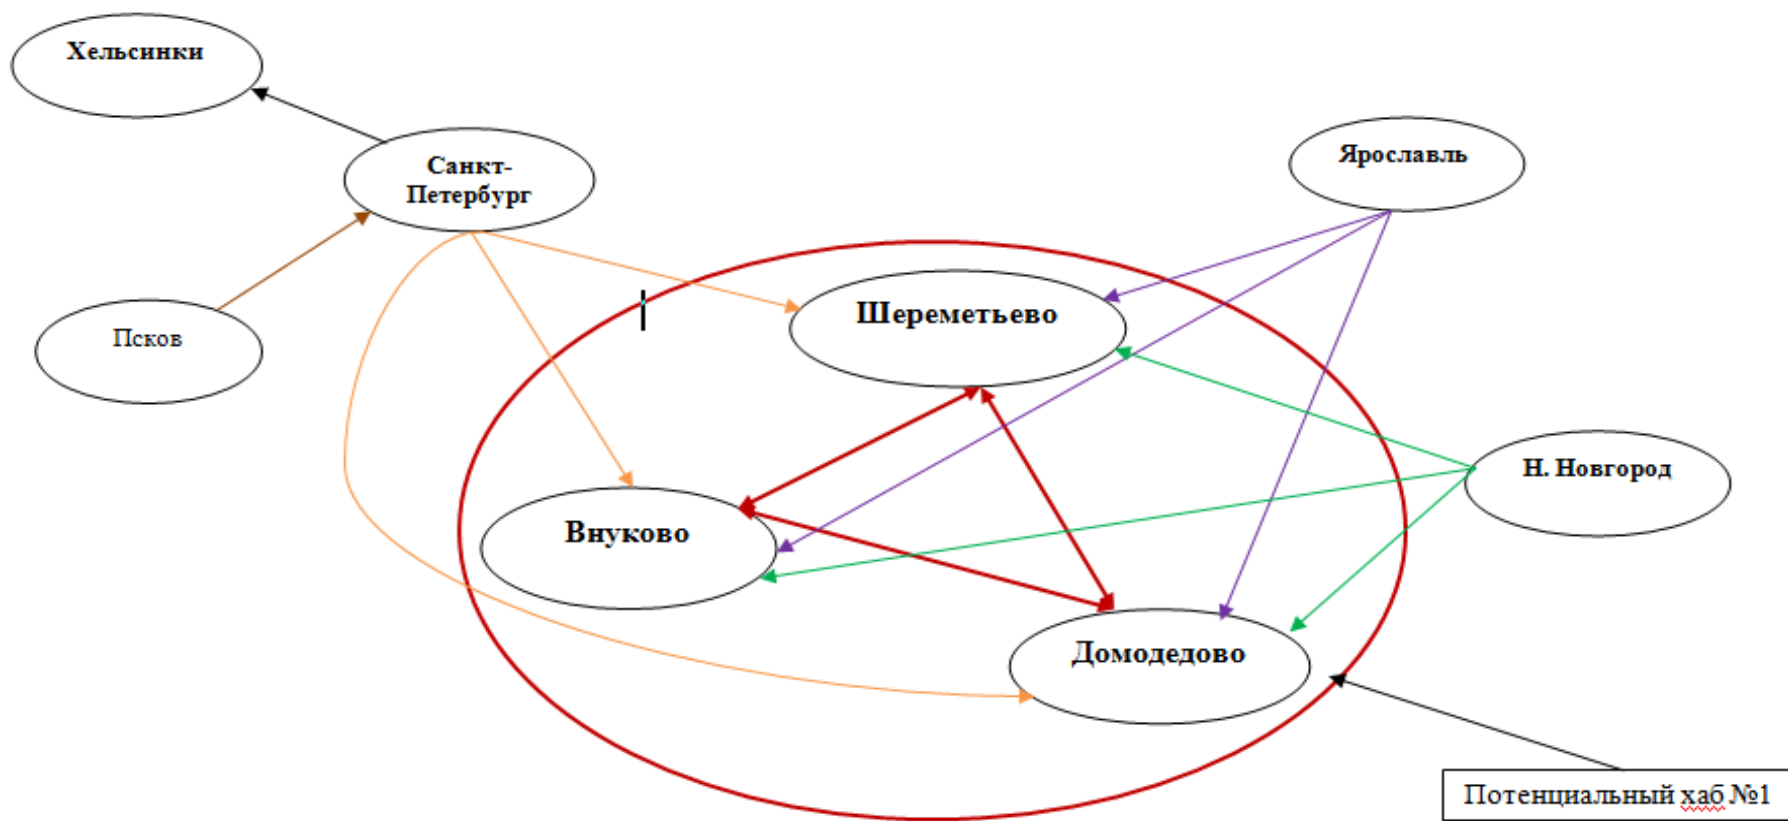 Хельсинки
Санкт-
Петербург
Ярославль
Шереметьево
Псков
Н. Новгород
Внуково
Домодедово
Потенциальный хаб №1